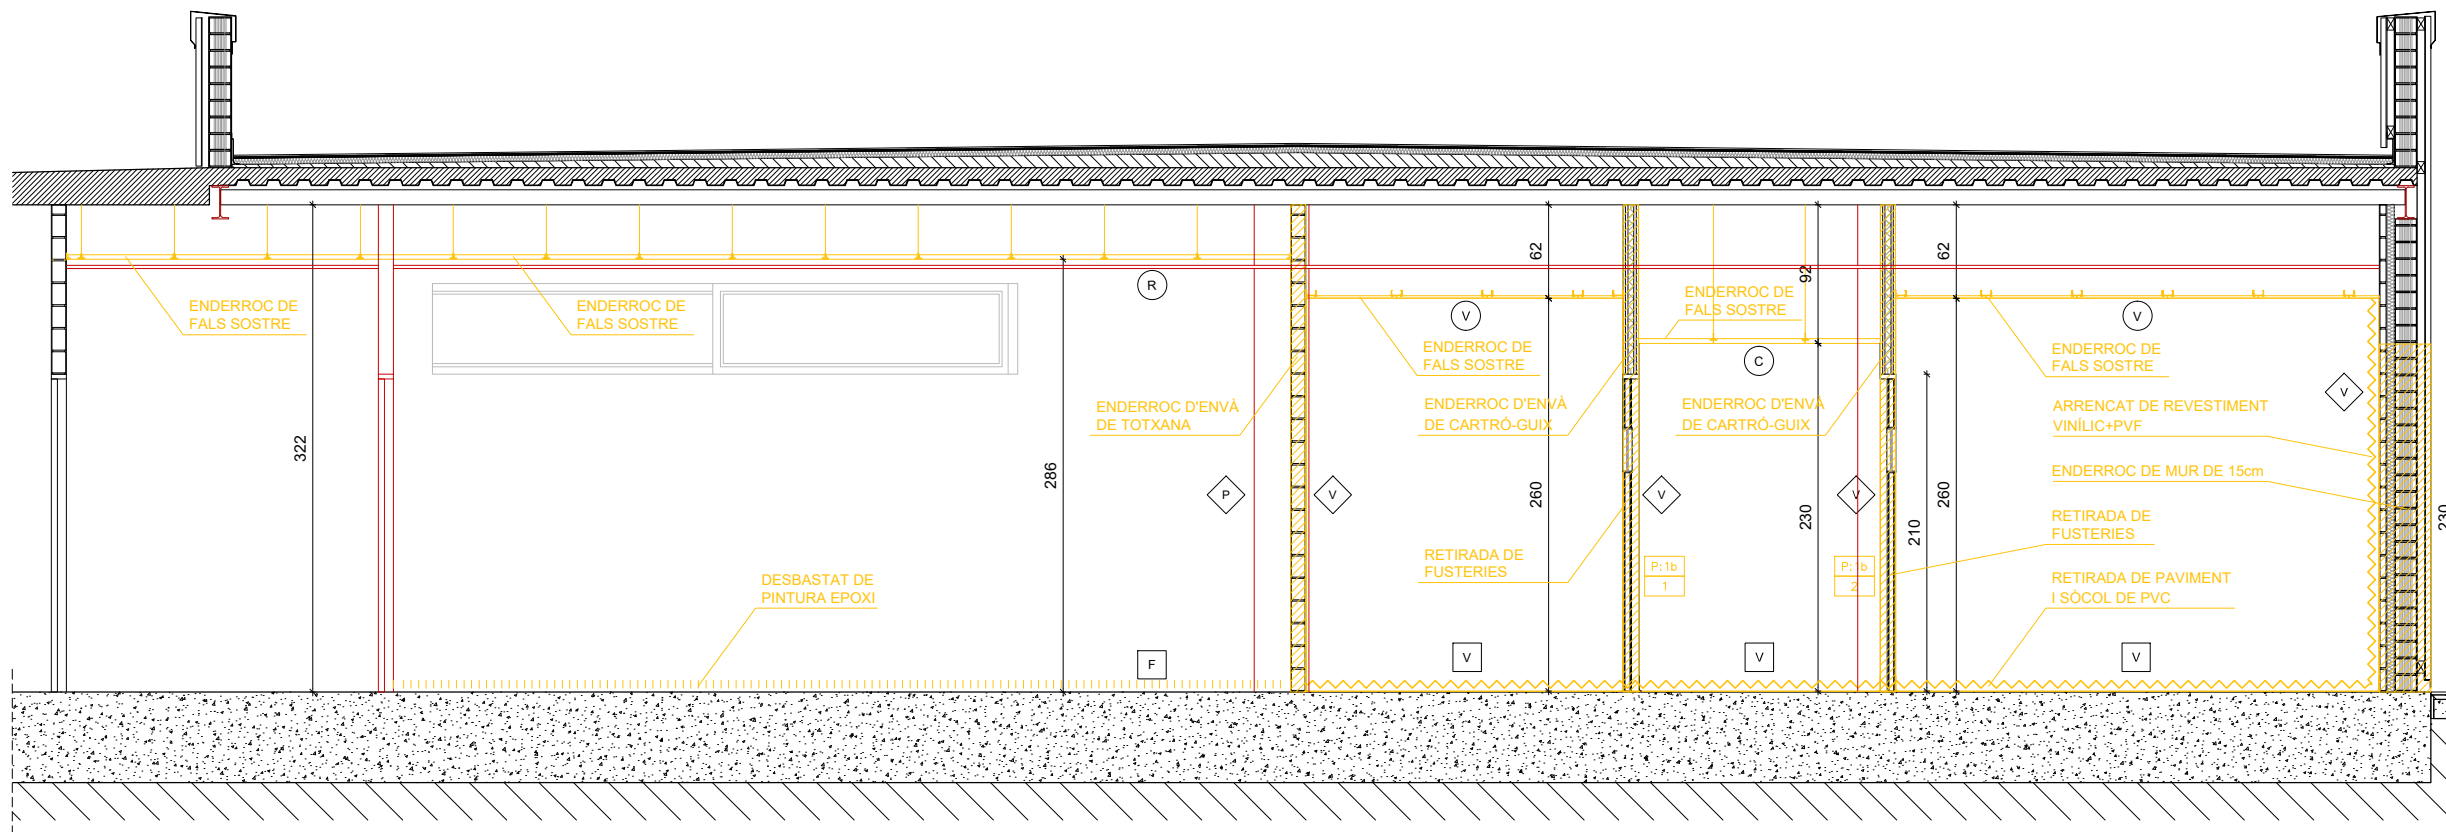 ENDERROC DE
FALS SOSTRE
ENDERROC DE
FALS SOSTRE
R
62
92
62
V
ENDERROC DE
FALS SOSTRE
V
ENDERROC DE
FALS SOSTRE
C
ENDERROC DE
FALS SOSTRE
V
ENDERROC D'ENVÀ
DE TOTXANA
ENDERROC D'ENVÀ
DE CARTRÓ-GUIX
ENDERROC D'ENVÀ
DE CARTRÓ-GUIX
ARRENCAT DE REVESTIMENT
VINÍLIC+PVF
322
286
260
230
210
260
ENDERROC DE MUR DE 15cm
P
V
V
V
230
RETIRADA DE
FUSTERIES
RETIRADA DE
FUSTERIES
P:1b
1
P:1b
2
DESBASTAT DE
PINTURA EPOXI
RETIRADA DE PAVIMENT
I SÒCOL DE PVC
F
V
V
V